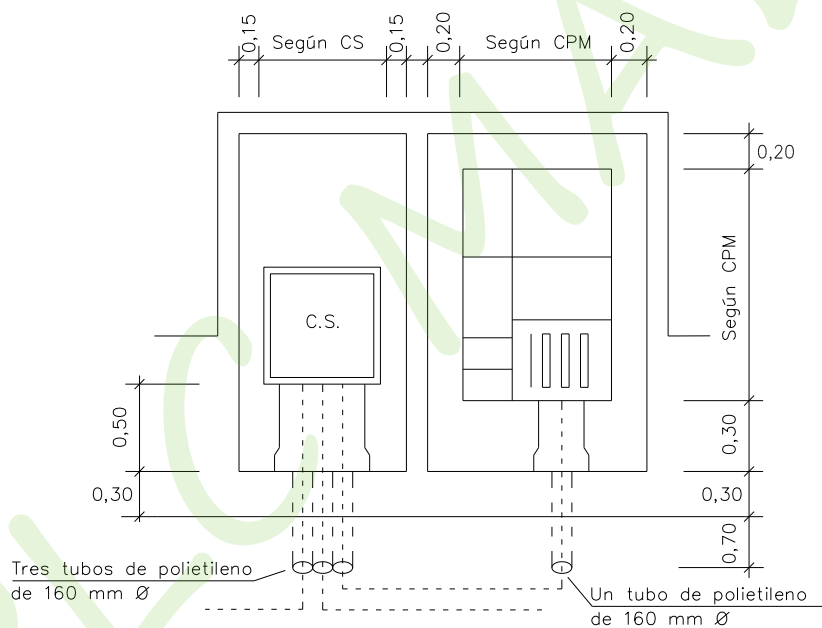 0,15
Según CS
0,15
0,20
Según CPM
0,20
0,20
Según CPM
C.S.
0,50
0,30
0,30
0,30
0,70
Tres tubos de polietileno
de 160 mm Ø
Un tubo de polietileno
de 160 mm Ø